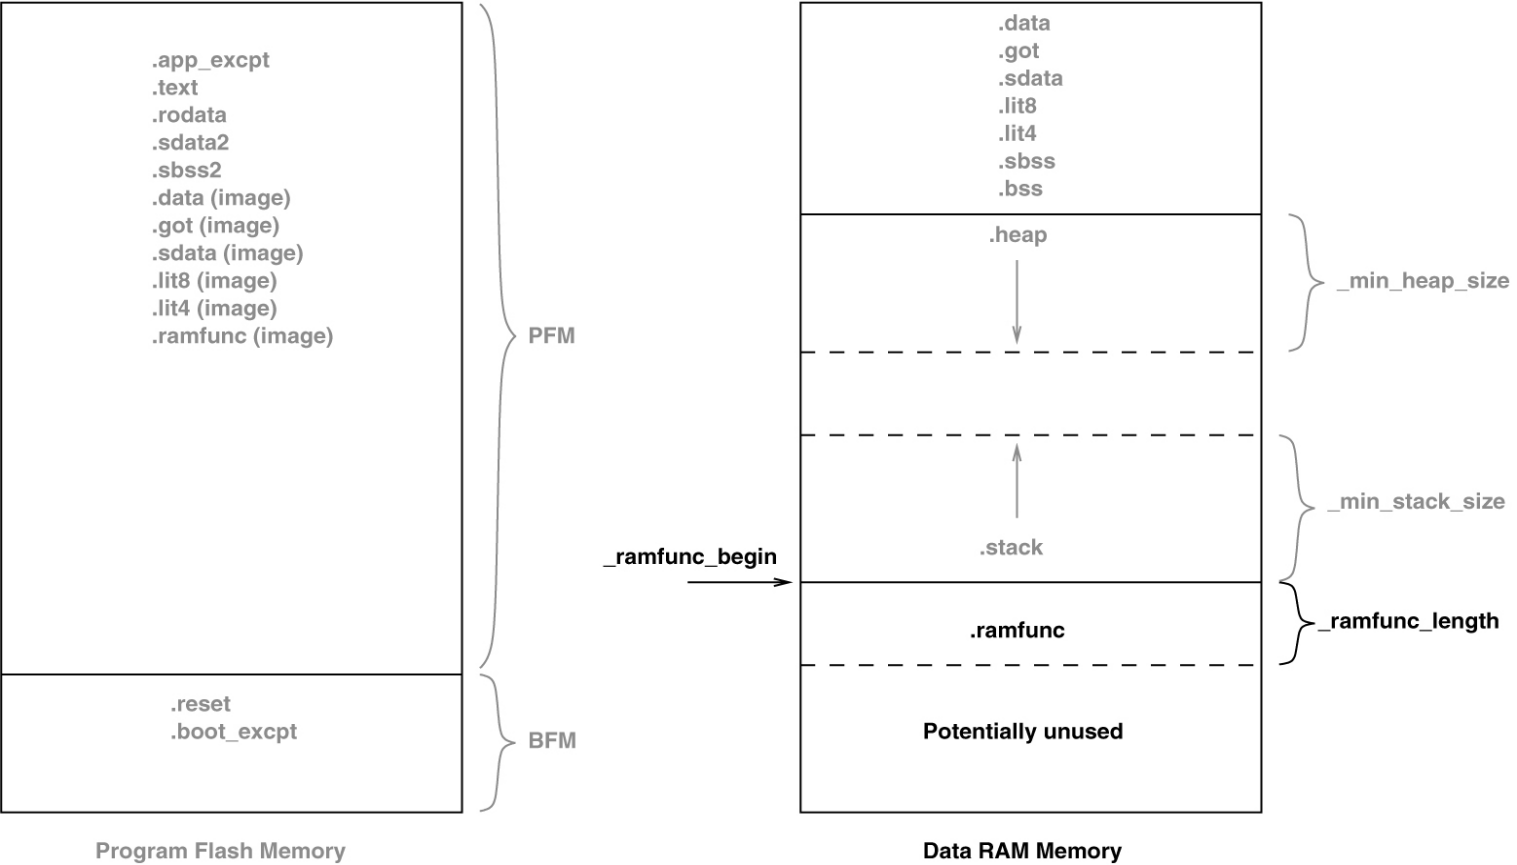 .app_excpt
.text
.rodata
.sdata2
.sbss2
.data (image)
.got (image)
.sdata (image)
.lit8 (image)
.lit4 (image)
.ramfunc (image)
PFM
.reset
.boot_excpt
BFM
Program Flash Memory
.data
.got
.sdata
.lit8
.lit4
.sbss
.bss
.heap
_min_heap_size
_min_stack_size
.stack
_ramfunc_begin
.ramfunc
_ramfunc_length
Potentially unused
Data RAM Memory